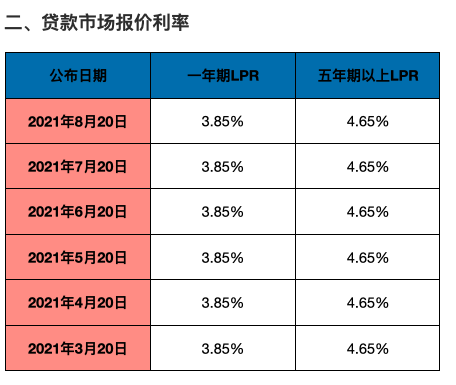 二、贷款市场报价利率
公布日期 一年期LPR 五年期以上LPR
2021年8月20日 3.85% 4.65%
2021年7月20日 3.85% 4.65%
2021年6月20日 3.85% 4.65%
2021年5月20日 3.85% 4.65%
2021年4月20日 3.85% 4.65%
2021年3月20日 3.85% 4.65%